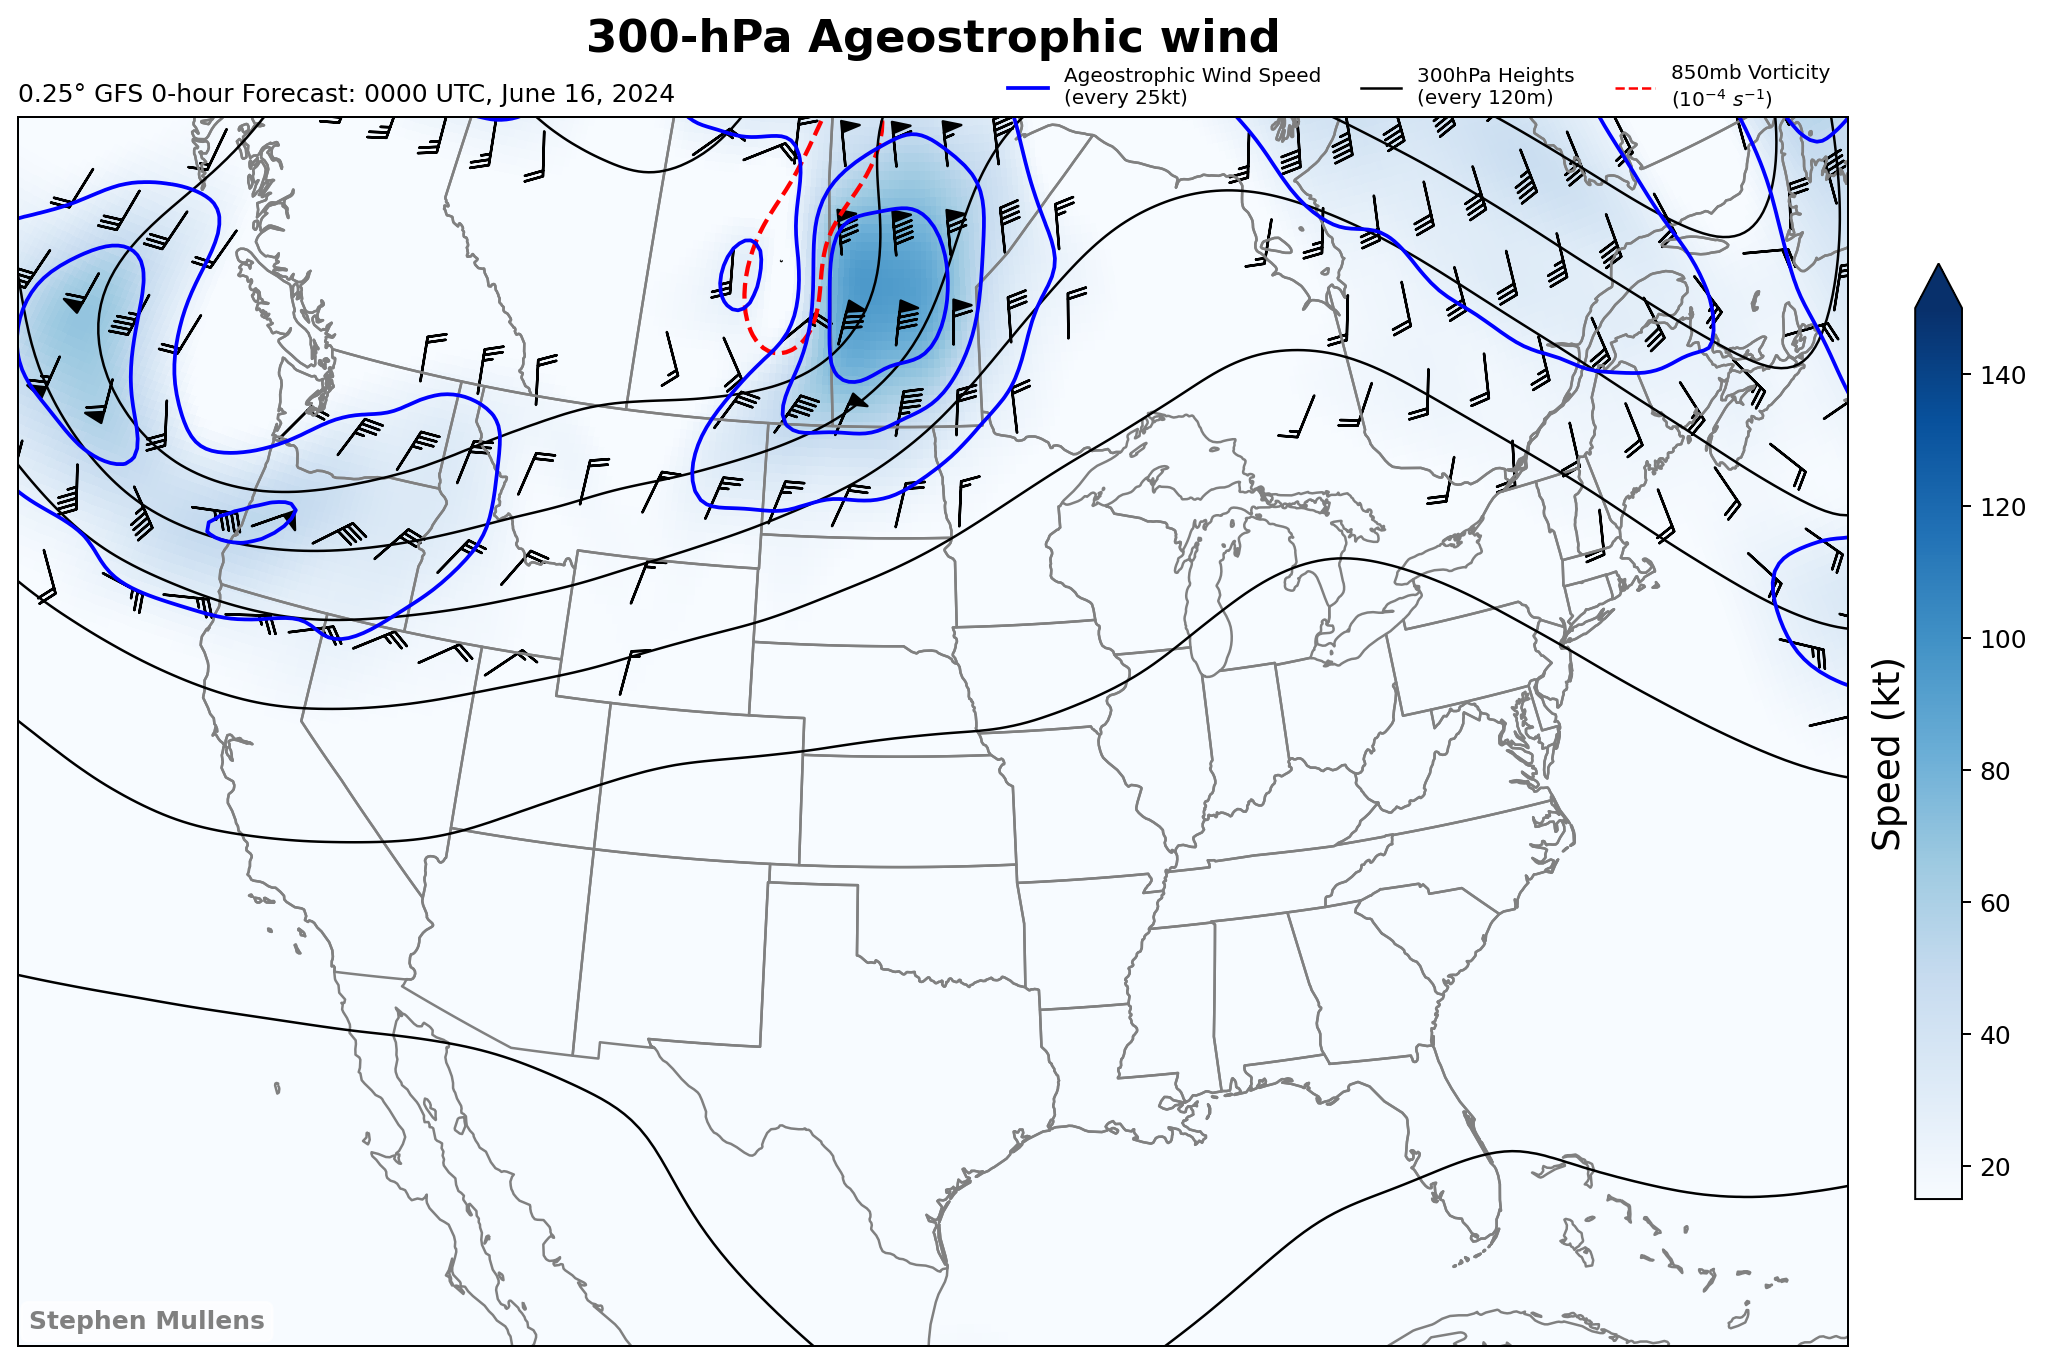 300-hPa Ageostrophic wind
0.25° GFS 0-hour Forecast: 0000 UTC, June 16, 2024
Ageostrophic Wind Speed
(every 25kt)
300hPa Heights
(every 120m)
850mb Vorticity
(10⁻⁴ s⁻¹)
140
120
100
80
60
40
20
Speed (kt)
Stephen Mullens